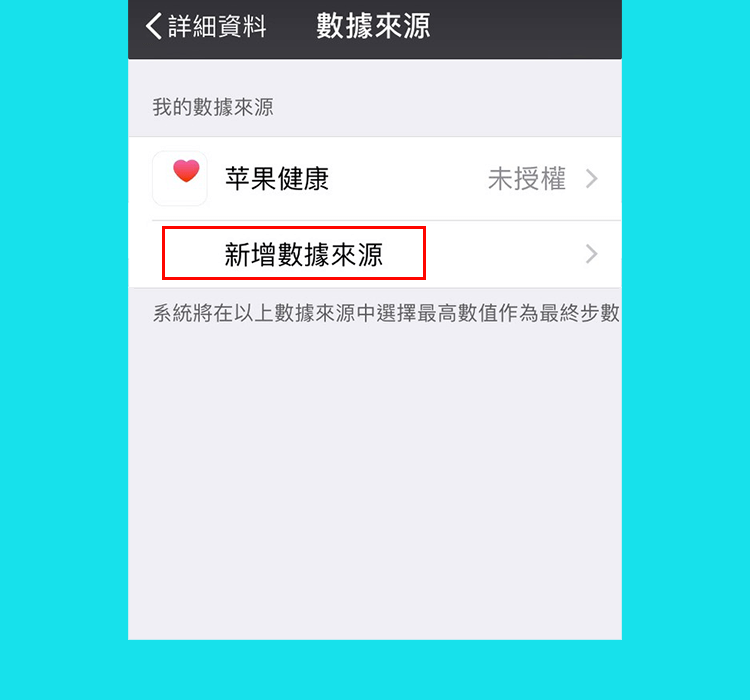 詳細資料 數據來源
我的數據來源
苹果健康 未授權
新增數據來源
系統將在以上數據來源中選擇最高數值作為最終步數